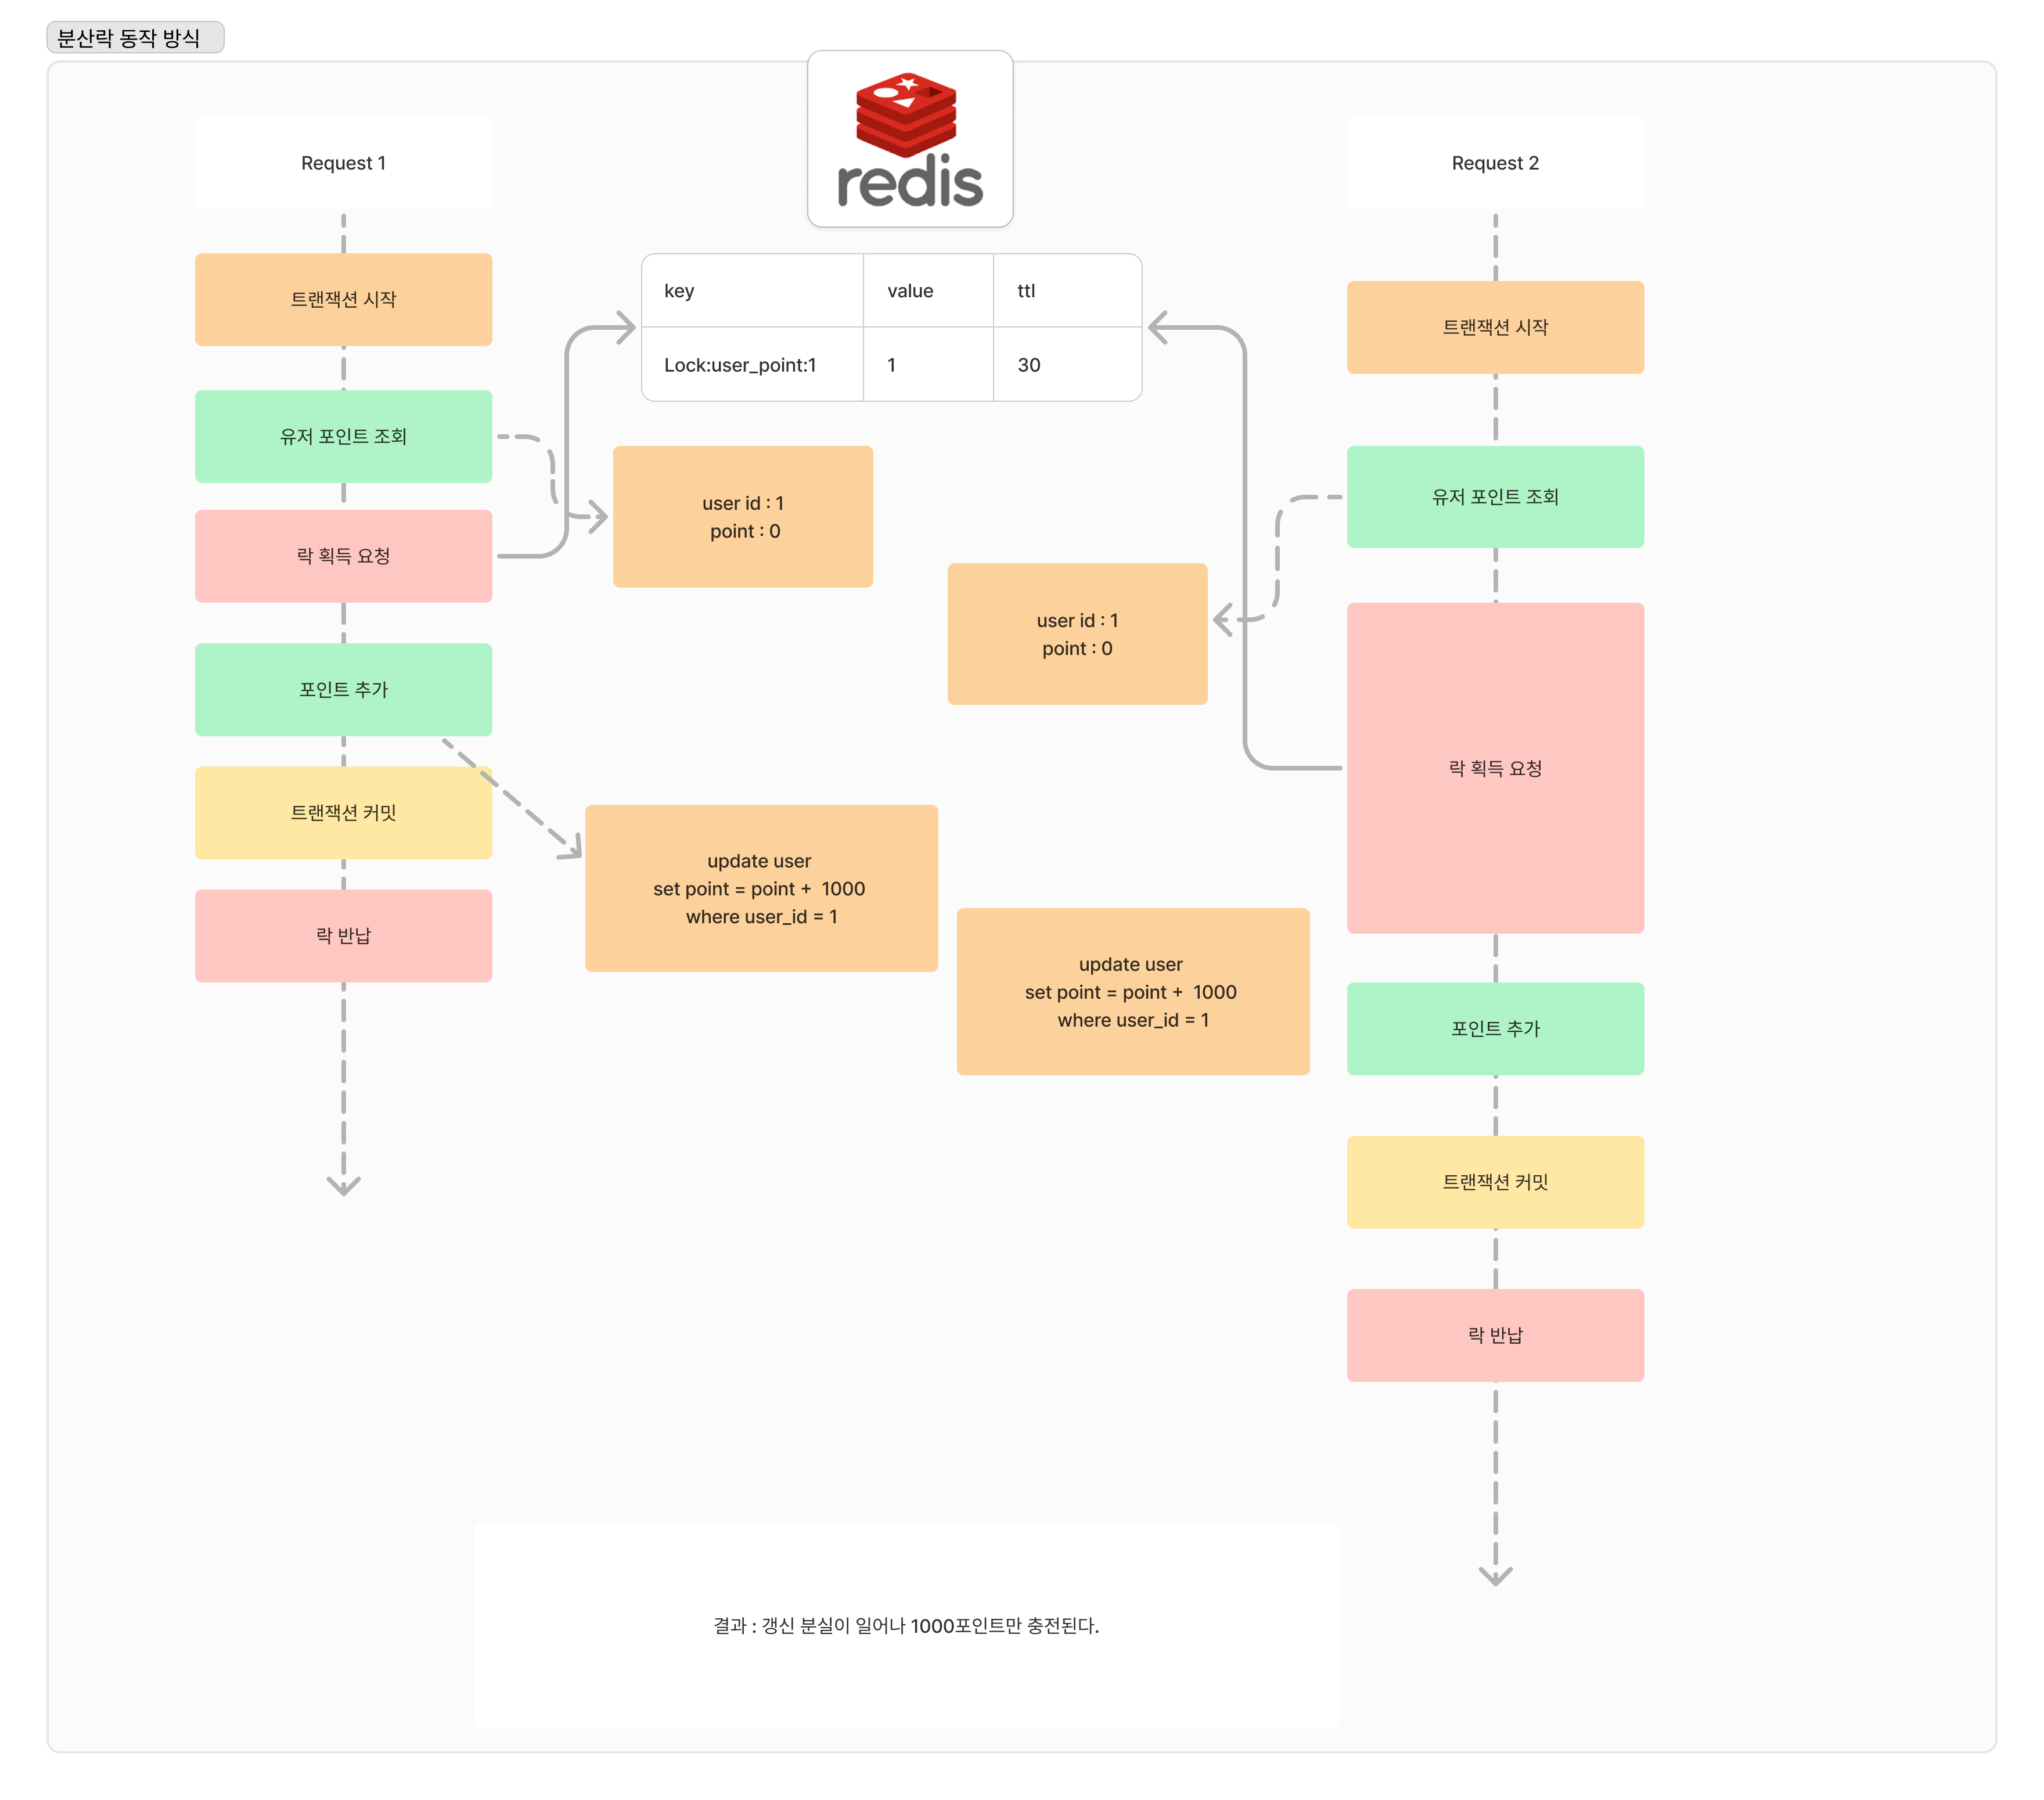 분산락 동작 방식
redis
Request 1
트랜잭션 시작
유저 포인트 조회
락 획득 요청
포인트 추가
트랜잭션 커밋
락 반납
key value ttl
Lock:user_point:1 1 30
user id : 1
point : 0
user id : 1
point : 0
update user
set point = point +  1000
where user_id = 1
update user
set point = point +  1000
where user_id = 1
Request 2
트랜잭션 시작
유저 포인트 조회
락 획득 요청
포인트 추가
트랜잭션 커밋
락 반납
결과 : 갱신 분실이 일어나 1000포인트만 충전된다.